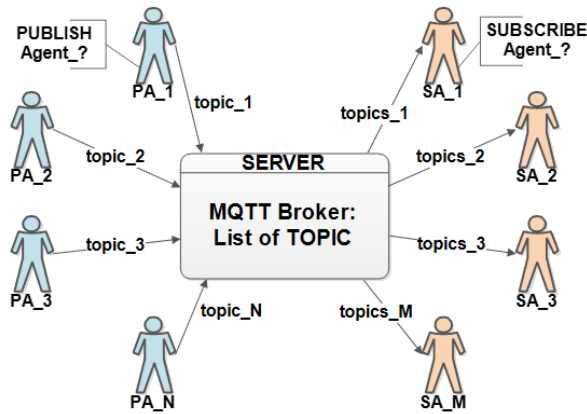 PUBLISH
Agent_?
PA_1
topic_1
SUBSCRIBE
Agent_?
SA_1
topics_1
PA_2
topic_2
SERVER
MQTT Broker:
List of TOPIC
topics_2
SA_2
PA_3
topic_3
topics_3
SA_3
PA_N
topic_N
topics_M
SA_M